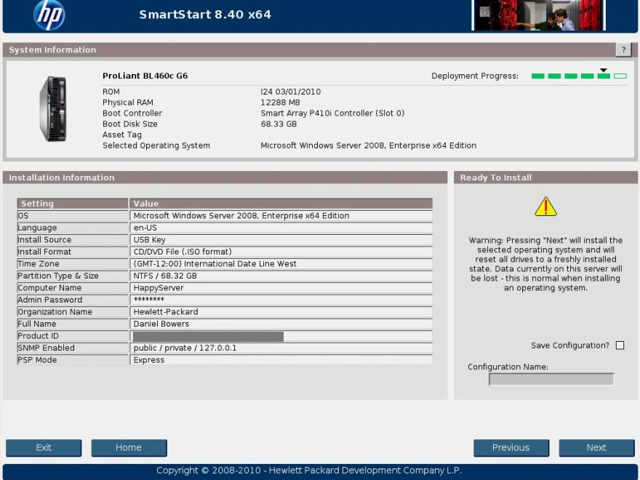 hp
SmartStart 8.40 x64
System Information
?
ProLiant BL460c G6
Deployment Progress:
ROM I24 03/01/2010
Physical RAM 12288 MB
Boot Controller Smart Array P410i Controller (Slot 0)
Boot Disk Size 68.33 GB
Asset Tag
Selected Operating System Microsoft Windows Server 2008, Enterprise x64 Edition
Installation Information
Setting Value
OS Microsoft Windows Server 2008, Enterprise x64 Edition
Language en-US
Install Source USB Key
Install Format CD/DVD File (.ISO format)
Time Zone (GMT-12:00) International Date Line West
Partition Type & Size NTFS / 68.32 GB
Computer Name HappyServer
Admin Password ********
Organization Name Hewlett-Packard
Full Name Daniel Bowers
Product ID
SNMP Enabled public / private / 127.0.0.1
PSP Mode Express
Ready To Install
!
Warning: Pressing "Next" will install the
selected operating system and will
reset all drives to a freshly installed
state. Data currently on this server will
be lost - this is normal when installing
an operating system.
Save Configuration?
Configuration Name:
Exit
Home
Previous
Next
Copyright © 2008-2010 - Hewlett Packard Development Company L.P.